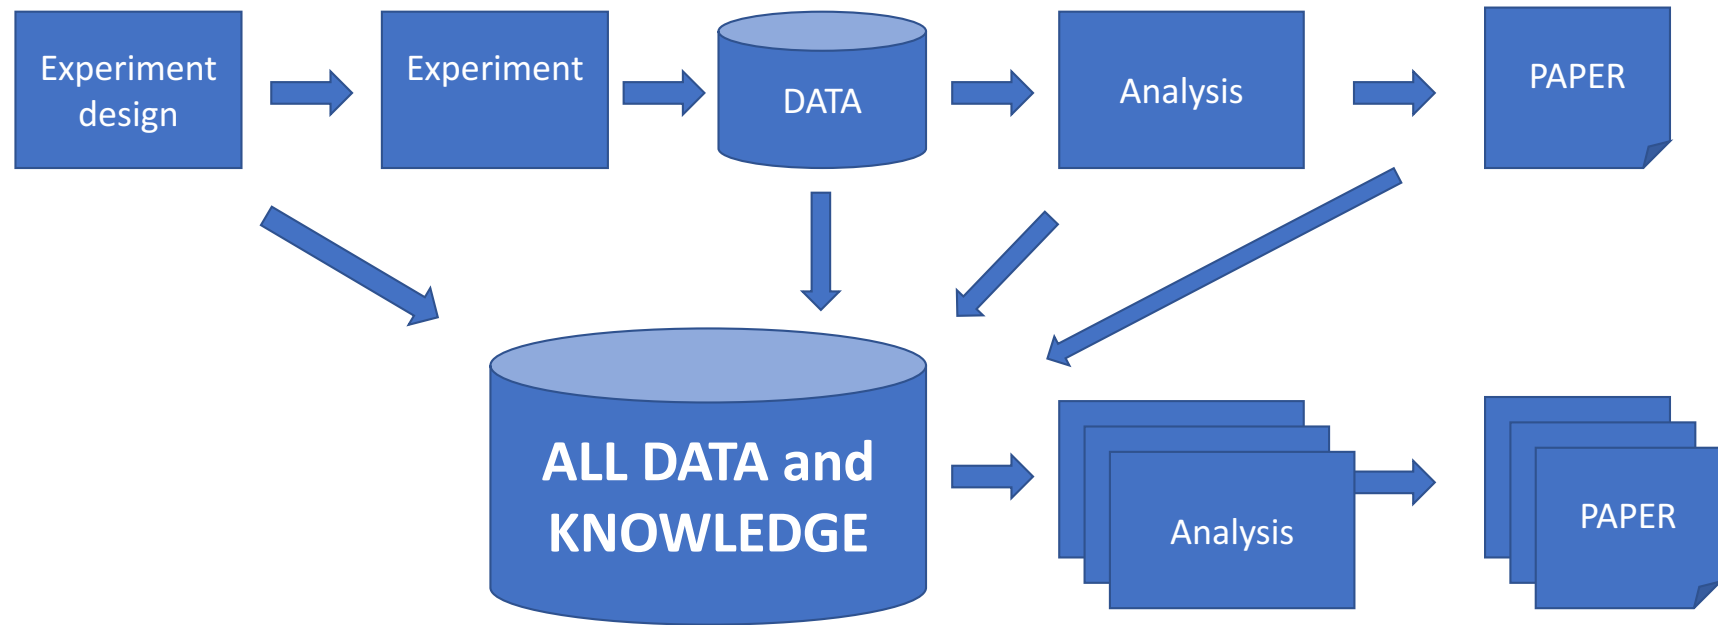 Experiment
design
Experiment
DATA
Analysis
PAPER
ALL DATA and
KNOWLEDGE
Analysis
PAPER